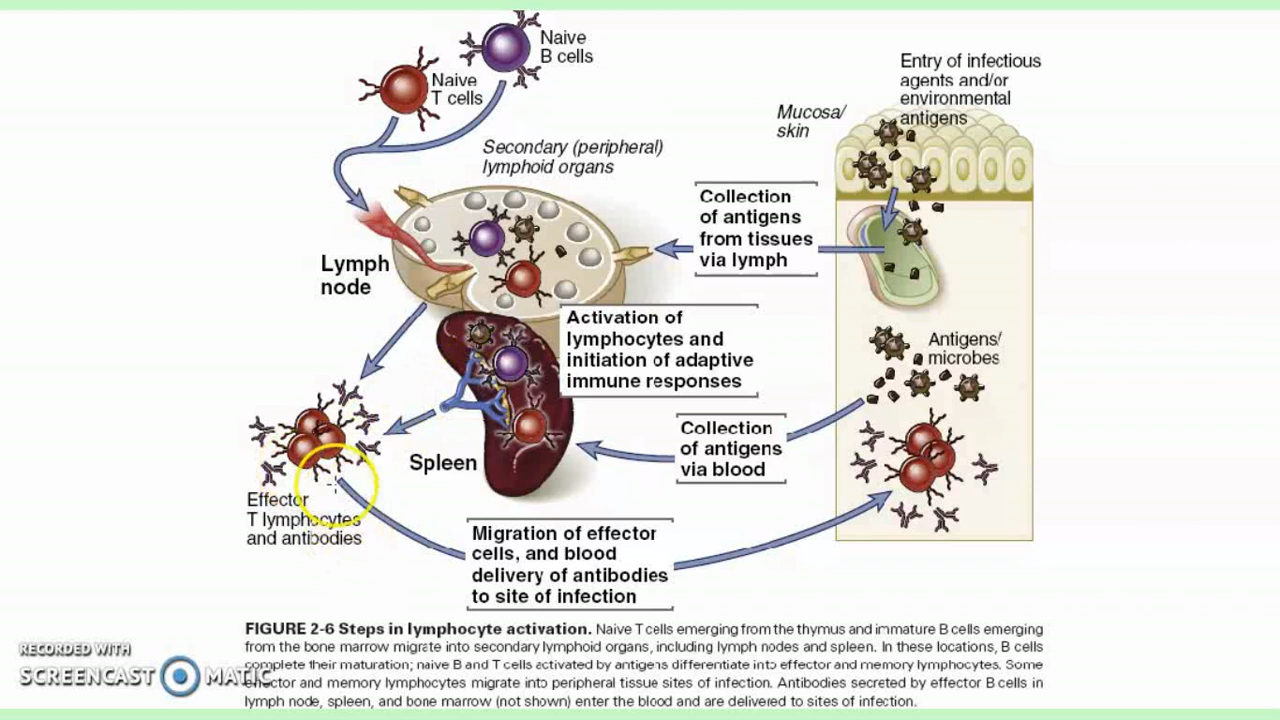 Naive
B cells
Naive
T cells
Entry of infectious
agents and/or
environmental
antigens
Mucosa/
skin
Secondary (peripheral)
lymphoid organs
Collection
of antigens
from tissues
via lymph
Lymph
node
Activation of
lymphocytes and
initiation of adaptive
immune responses
Antigens/
microbes
Collection
of antigens
via blood
Spleen
Effector
T lymphocytes
and antibodies
Migration of effector
cells, and blood
delivery of antibodies
to site of infection
FIGURE 2-6 Steps in lymphocyte activation. Naive T cells emerging from the thymus and immature B cells emerging
from the bone marrow migrate into secondary lymphoid organs, including lymph nodes and spleen. In these locations, B cells
complete their maturation; naive B and T cells activated by antigens differentiate into effector and memory lymphocytes. Some
effector and memory lymphocytes migrate into peripheral tissue sites of infection. Antibodies secreted by effector B cells in
lymph node, spleen, and bone marrow (not shown) enter the blood and are delivered to sites of infection.
RECORDED WITH
SCREENCAST MATIC